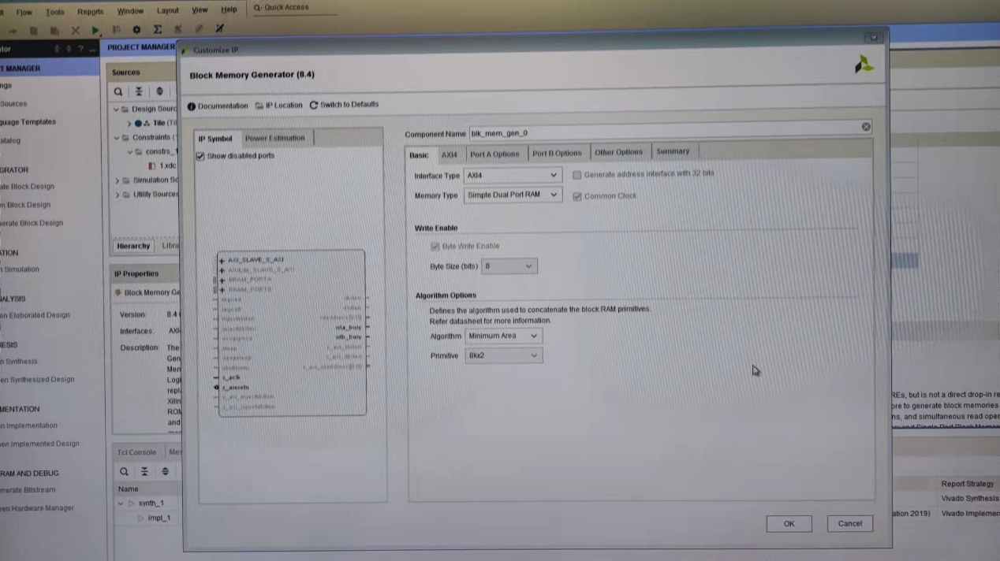 Flow Tools Reports Window Layout View Help Quick Access
PROJECT MANAGER
T MANAGER
ngs
Sources
guage Templates
atalog
GRATOR
ate Block Design
en Block Design
nerate Block Design
ATION
n Simulation
ALYSIS
en Elaborated Design
ESIS
n Synthesis
en Synthesized Design
MENTATION
n Implementation
en Implemented Design
RAM AND DEBUG
enerate Bitstream
en Hardware Manager
Sources
Design Sourc
Tile (Til
Constraints (
constrs_1
1.xdc
Simulation So
Utility Sources
Hierarchy Libra
IP Properties
Block Memory Ge
Version: 8.4
Interfaces: AXI
Description: The
Gen
Mem
Logi
repl
Xilin
ROM
and
Tcl Console Mes
Name
synth_1
impl_1
Customize IP
Block Memory Generator (8.4)
Documentation IP Location Switch to Defaults
IP Symbol Power Estimation
Show disabled ports
AXI_SLAVE_S_AXI
AXILITE_SLAVE_S_AXI
BRAM_PORTA
BRAM_PORTB
rsta_busy
rstb_busy
s_aclk
s_aresetn
Component Name blk_mem_gen_0
Basic AXI4 Port A Options Port B Options Other Options Summary
Interface Type AXI4 Generate address interface with 32 bits
Memory Type Simple Dual Port RAM Common Clock
Write Enable
Byte Write Enable
Byte Size (bits) 8
Algorithm Options
Defines the algorithm used to concatenate the block RAM primitives.
Refer datasheet for more information.
Algorithm Minimum Area
Primitive 8kx2
OK Cancel
REs, but is not a direct drop-in re
ore to generate block memories
ns, and simultaneous read oper
Report Strategy
Vivado Synthesis
ation 2019) Vivado Implemen